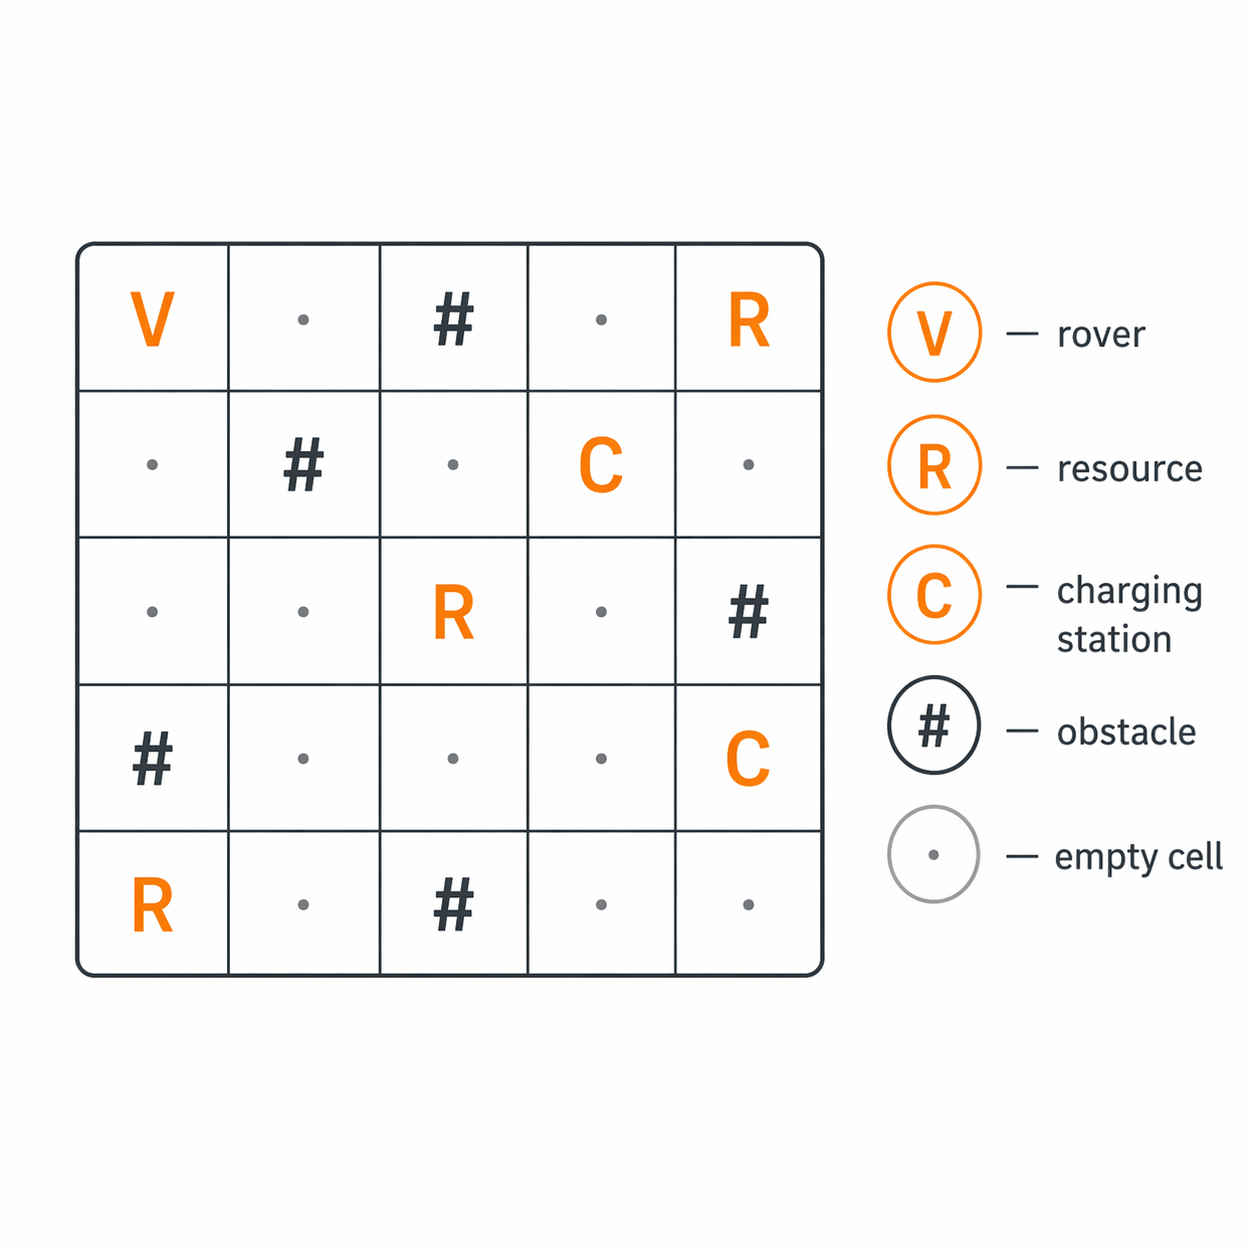 V · # · R
· # · C ·
· · R · #
# · · · C
R · # · ·
V — rover
R — resource
C — charging
station
# — obstacle
· — empty cell